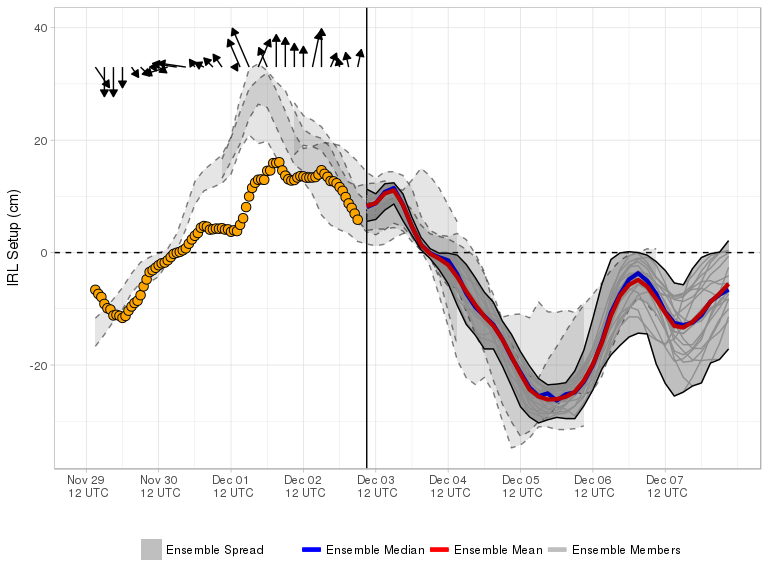 40
20
0
-20
IRL Setup (cm)
Nov 29 Nov 30 Dec 01 Dec 02 Dec 03 Dec 04 Dec 05 Dec 06 Dec 07
12 UTC 12 UTC 12 UTC 12 UTC 12 UTC 12 UTC 12 UTC 12 UTC 12 UTC
Ensemble Spread Ensemble Median Ensemble Mean Ensemble Members